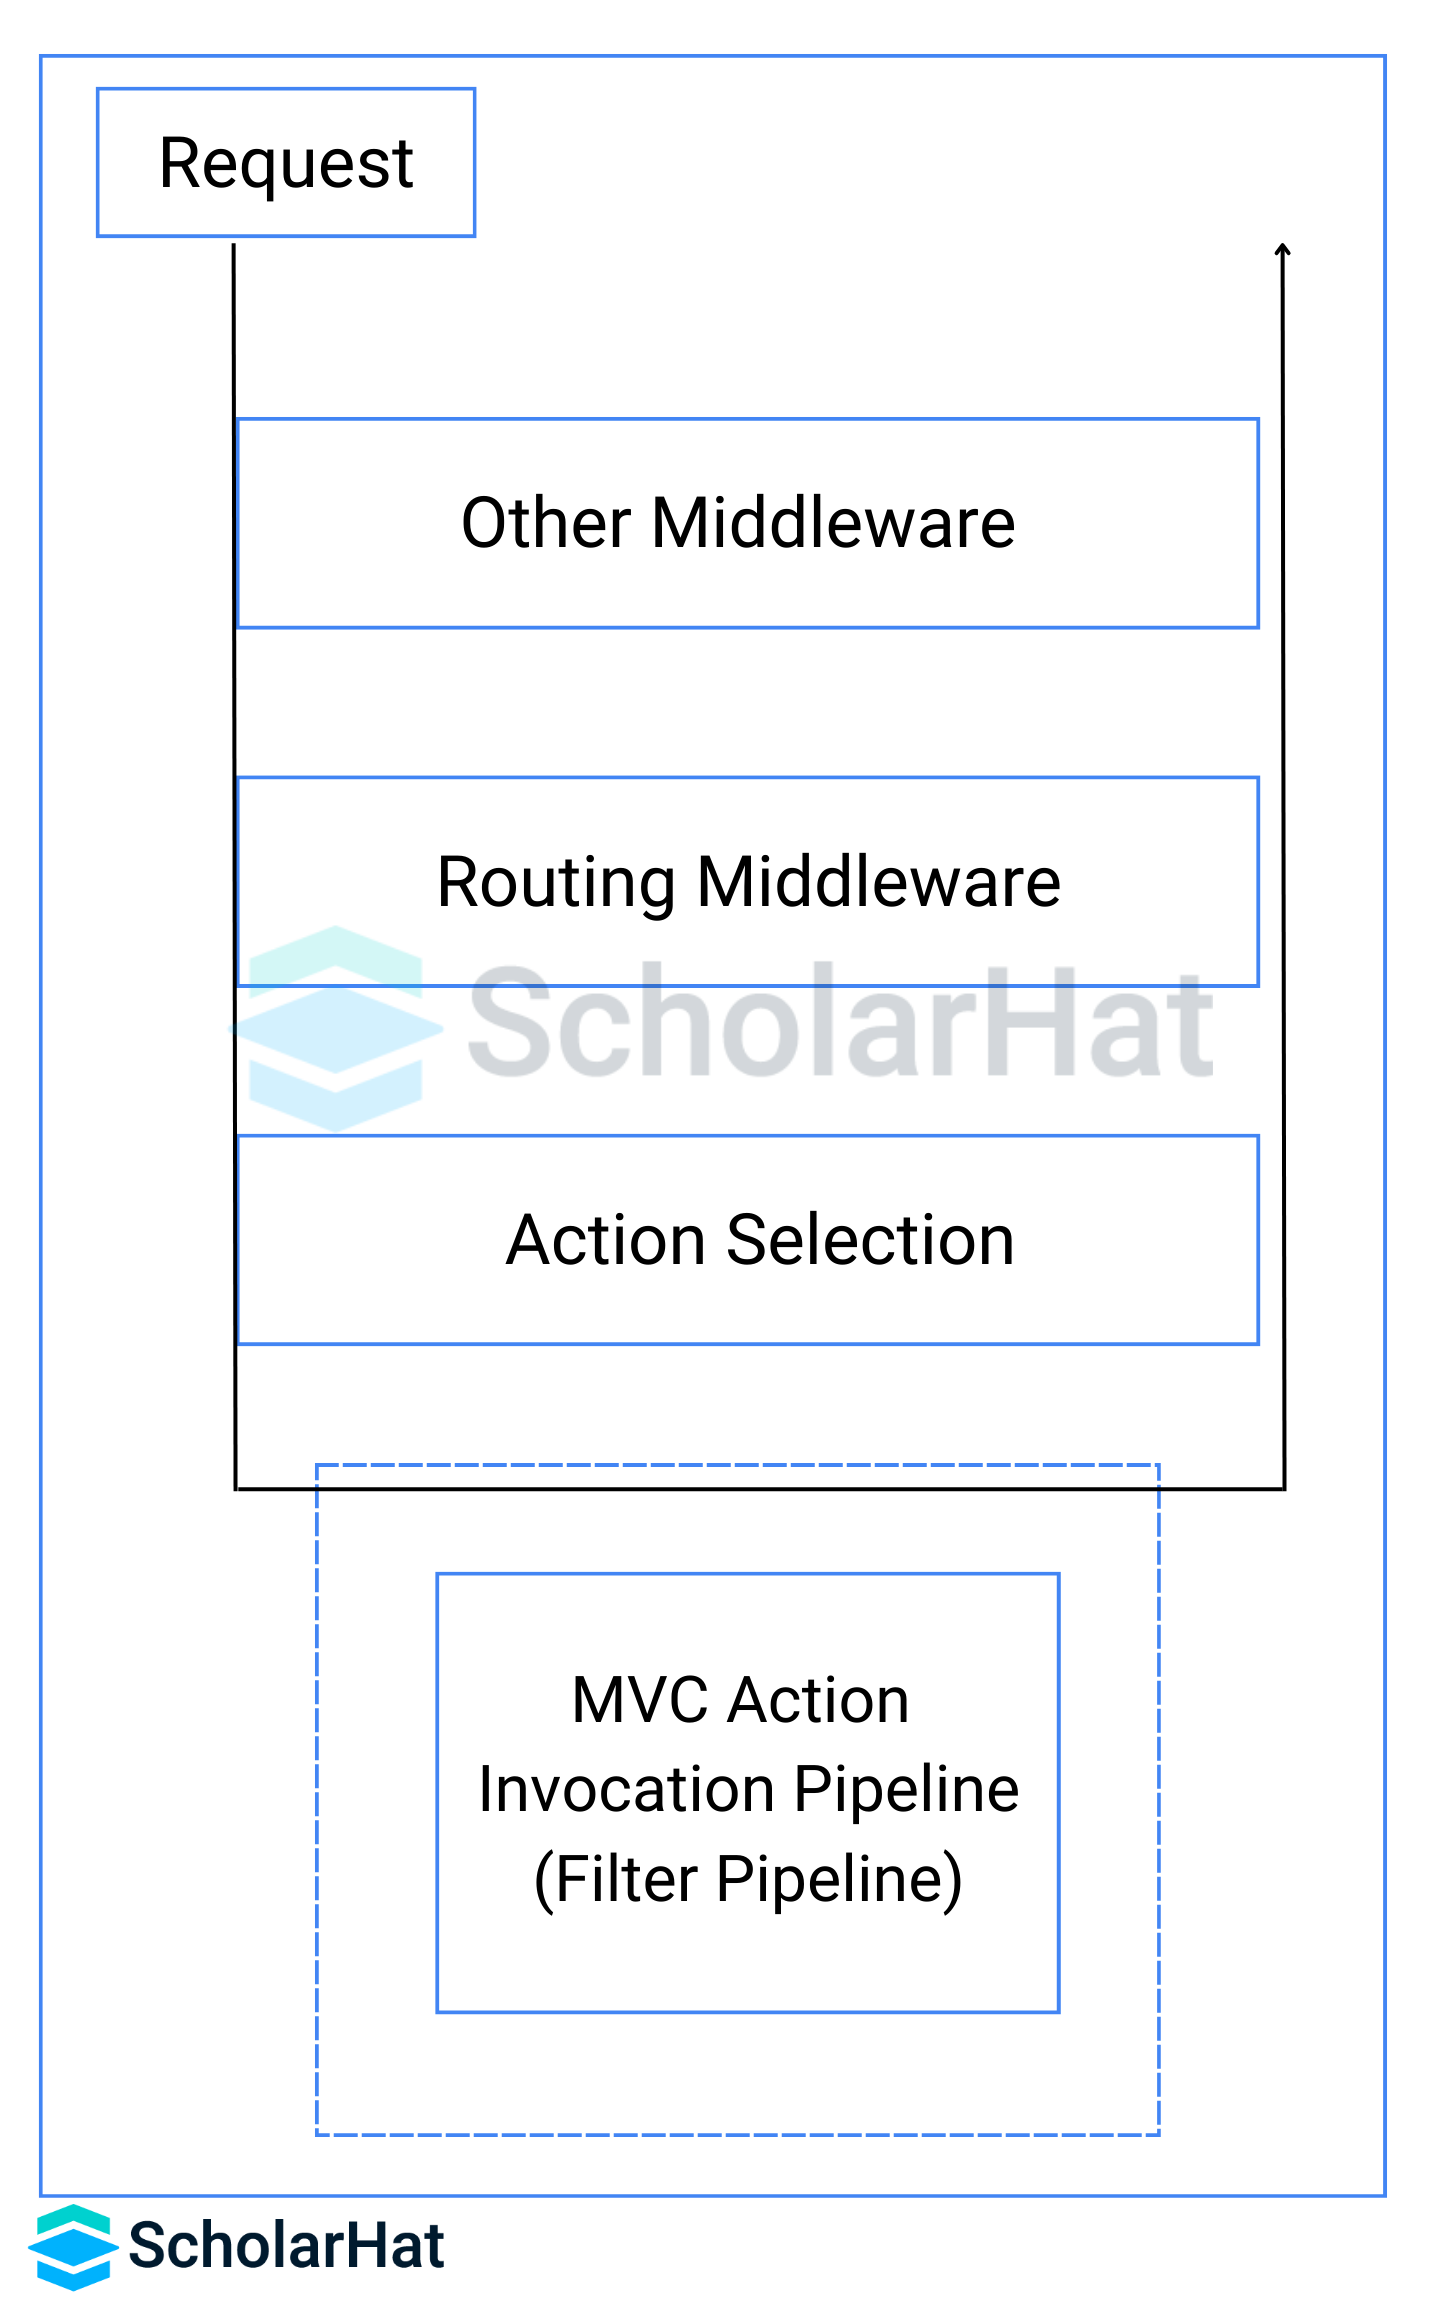 Request
Other Middleware
Routing Middleware
ScholarHat
Action Selection
MVC Action
Invocation Pipeline
(Filter Pipeline)
ScholarHat